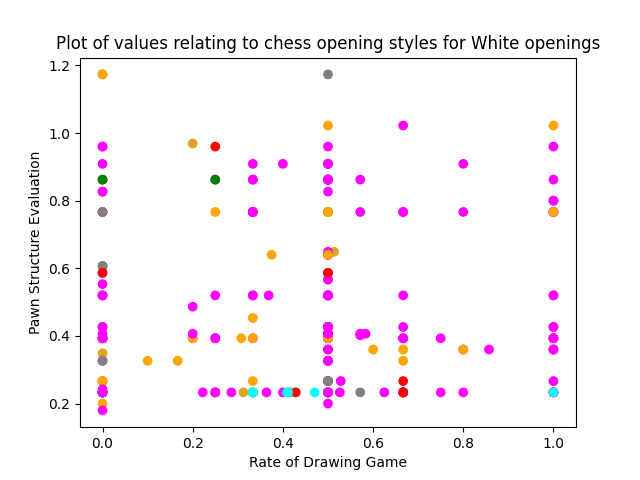 Plot of values relating to chess opening styles for White openings
1.2
1.0
0.8
0.6
0.4
0.2
Pawn Structure Evaluation
0.0 0.2 0.4 0.6 0.8 1.0
Rate of Drawing Game